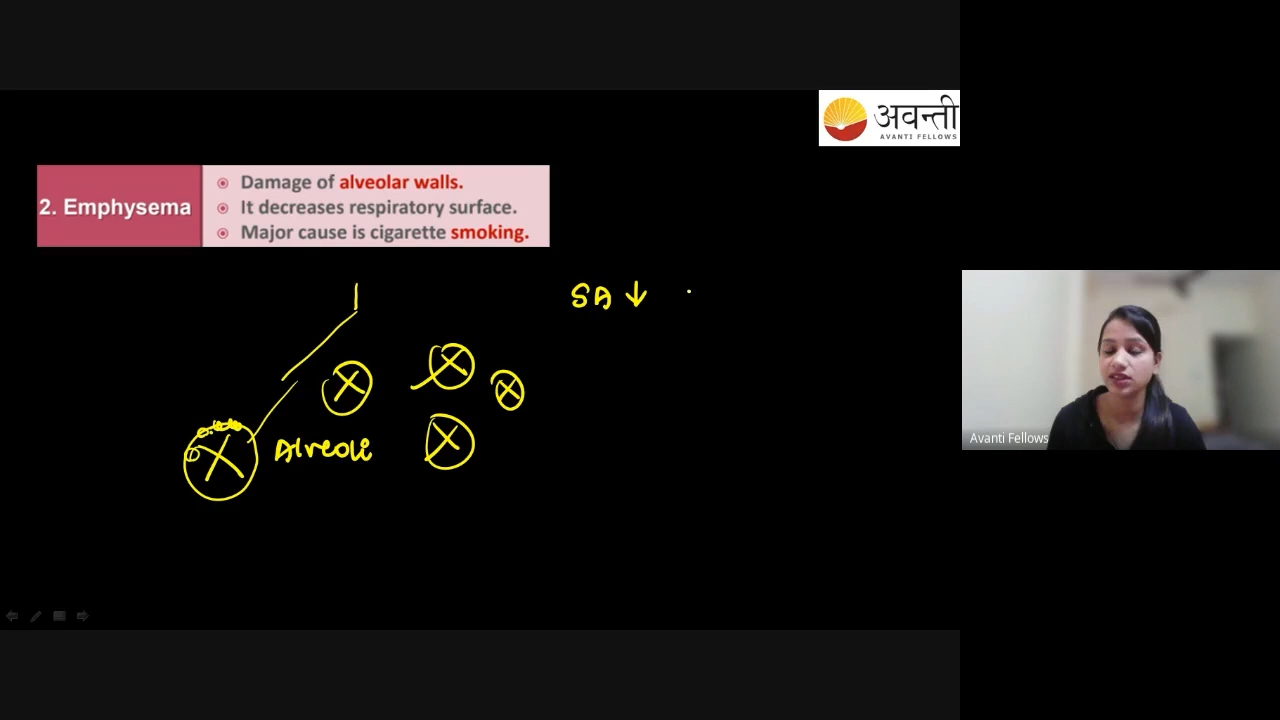 अवन्ती
AVANTI FELLOWS
2. Emphysema
Damage of alveolar walls.
It decreases respiratory surface.
Major cause is cigarette smoking.
SA ↓
Alveoli
Avanti Fellows